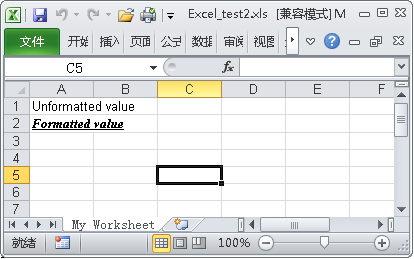 Excel_test2.xls [兼容模式] M
文件 开始 插入 页面 公式 数据 审阅 视图
C5 fx
A B C D E F
1 Unformatted value
2 Formatted value
3
4
5
6
7
My Worksheet
就绪 100%